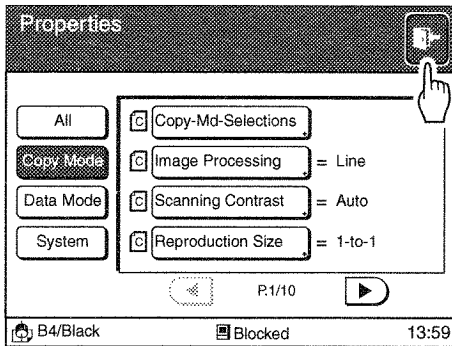 Properties
All
C Copy-Md-Selections
Copy Mode
C Image Processing = Line
Data Mode
C Scanning Contrast = Auto
System
C Reproduction Size = 1-to-1
P.1/10
B4/Black Blocked 13:59